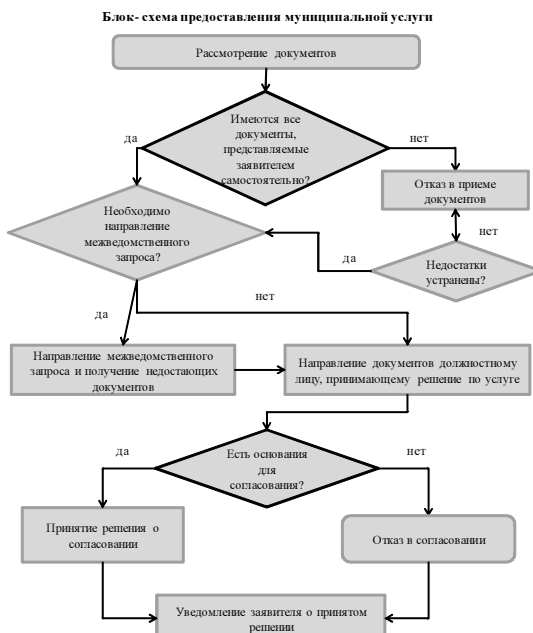 Блок- схема предоставления муниципальной услуги
Рассмотрение документов
Имеются все
документы,
представляемые
заявителем
самостоятельно?
да
нет
Отказ в приеме
документов
Необходимо
направление
межведомственного
запроса?
нет
Недостатки
устранены?
да
да
нет
Направление межведомственного
запроса и получение недостающих
документов
Направление документов должностному
лицу, принимающему решение по услуге
Есть основания
для
согласования?
да
нет
Принятие решения о
согласовании
Отказ в согласовании
Уведомление заявителя о принятом
решении